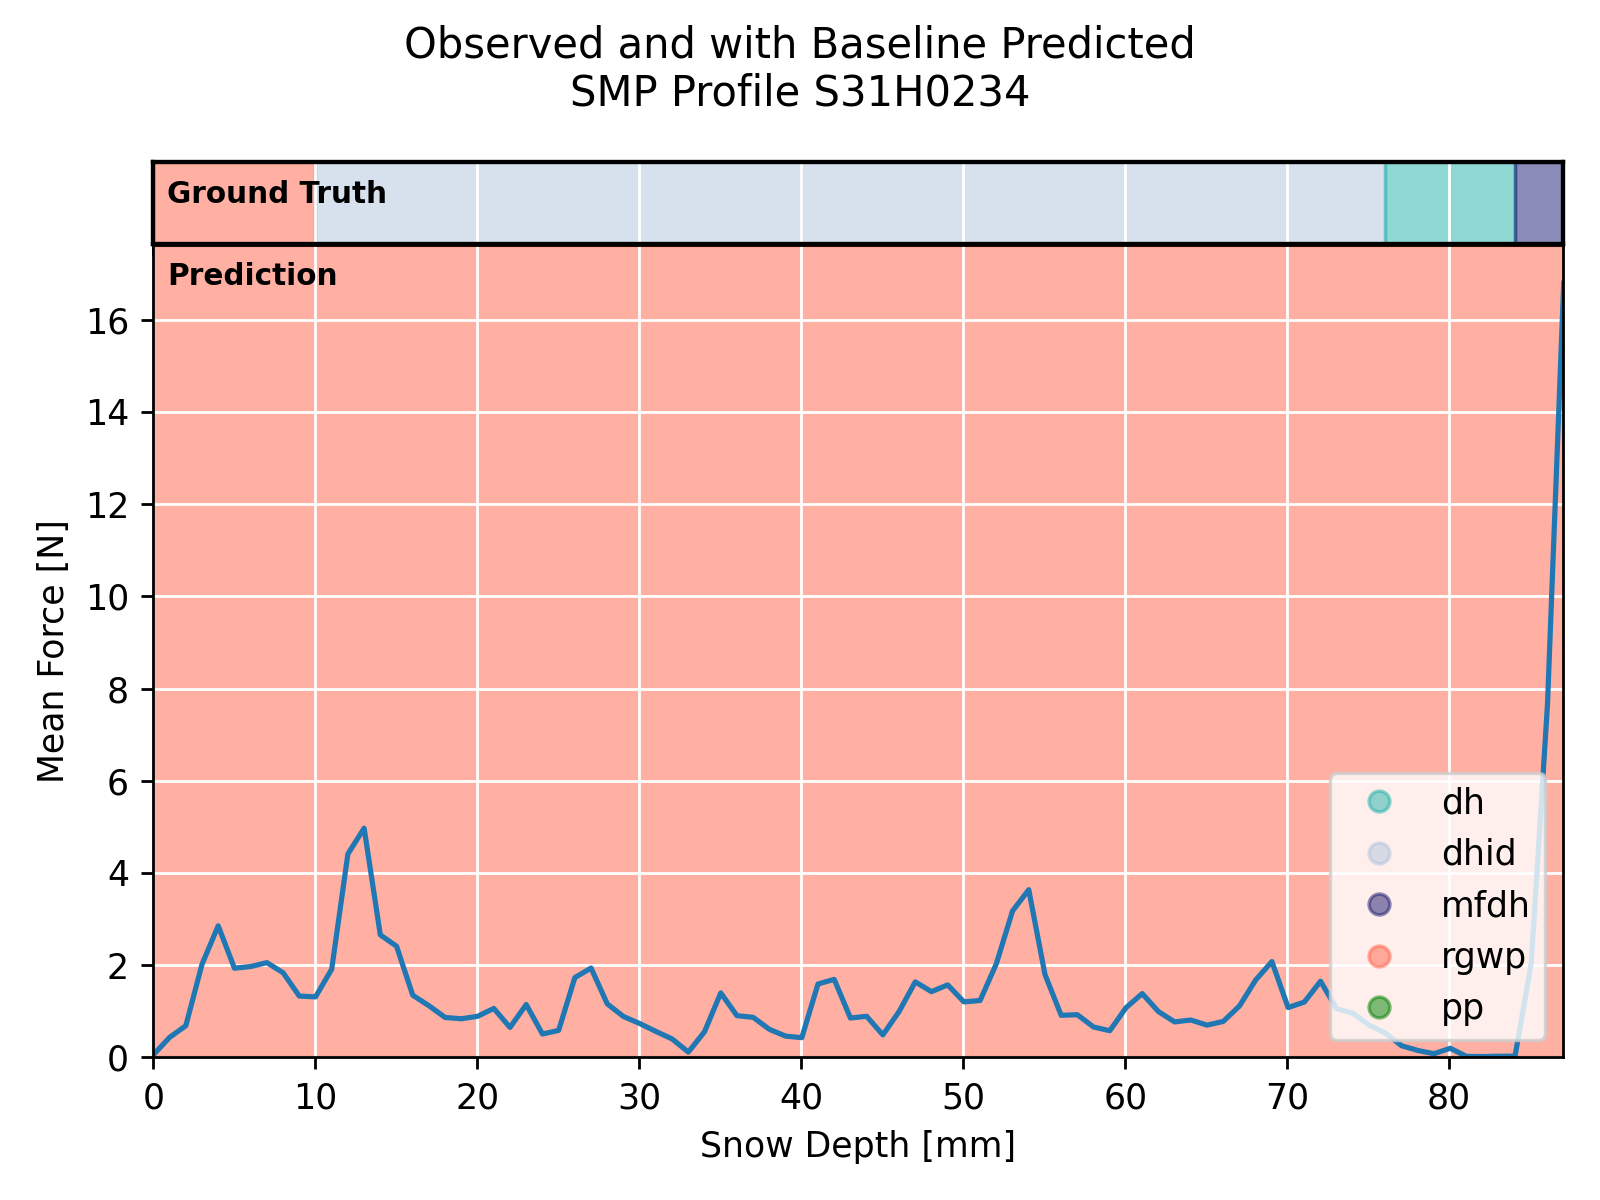 Observed and with Baseline Predicted
SMP Profile S31H0234
Ground Truth
Prediction
16
14
12
10
8
6
4
2
0
Mean Force [N]
dh
dhid
mfdh
rgwp
pp
0 10 20 30 40 50 60 70 80
Snow Depth [mm]